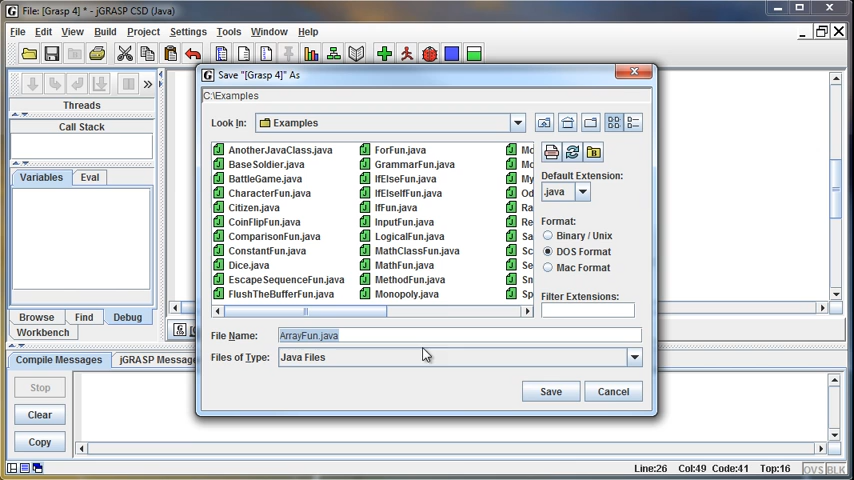 File: [Grasp 4] * - jGRASP CSD (Java)
File Edit View Build Project Settings Tools Window Help
Save "[Grasp 4]" As
C:\Examples
Look In: Examples
AnotherJavaClass.java ForFun.java
BaseSoldier.java GrammarFun.java
BattleGame.java IfElseFun.java
CharacterFun.java IfElseIfFun.java
Citizen.java IfFun.java
CoinFlipFun.java InputFun.java
ComparisonFun.java LogicalFun.java
ConstantFun.java MathClassFun.java
Dice.java MathFun.java
EscapeSequenceFun.java MethodFun.java
FlushTheBufferFun.java Monopoly.java
Default Extension:
.java
Format:
Binary / Unix
DOS Format
Mac Format
Filter Extensions:
File Name: ArrayFun.java
Files of Type: Java Files
Save Cancel
Threads
Call Stack
Variables Eval
Browse Find Debug
Workbench
Compile Messages jGRASP Message
Stop
Clear
Copy
Line:26 Col:49 Code:41 Top:16 OVS BLK